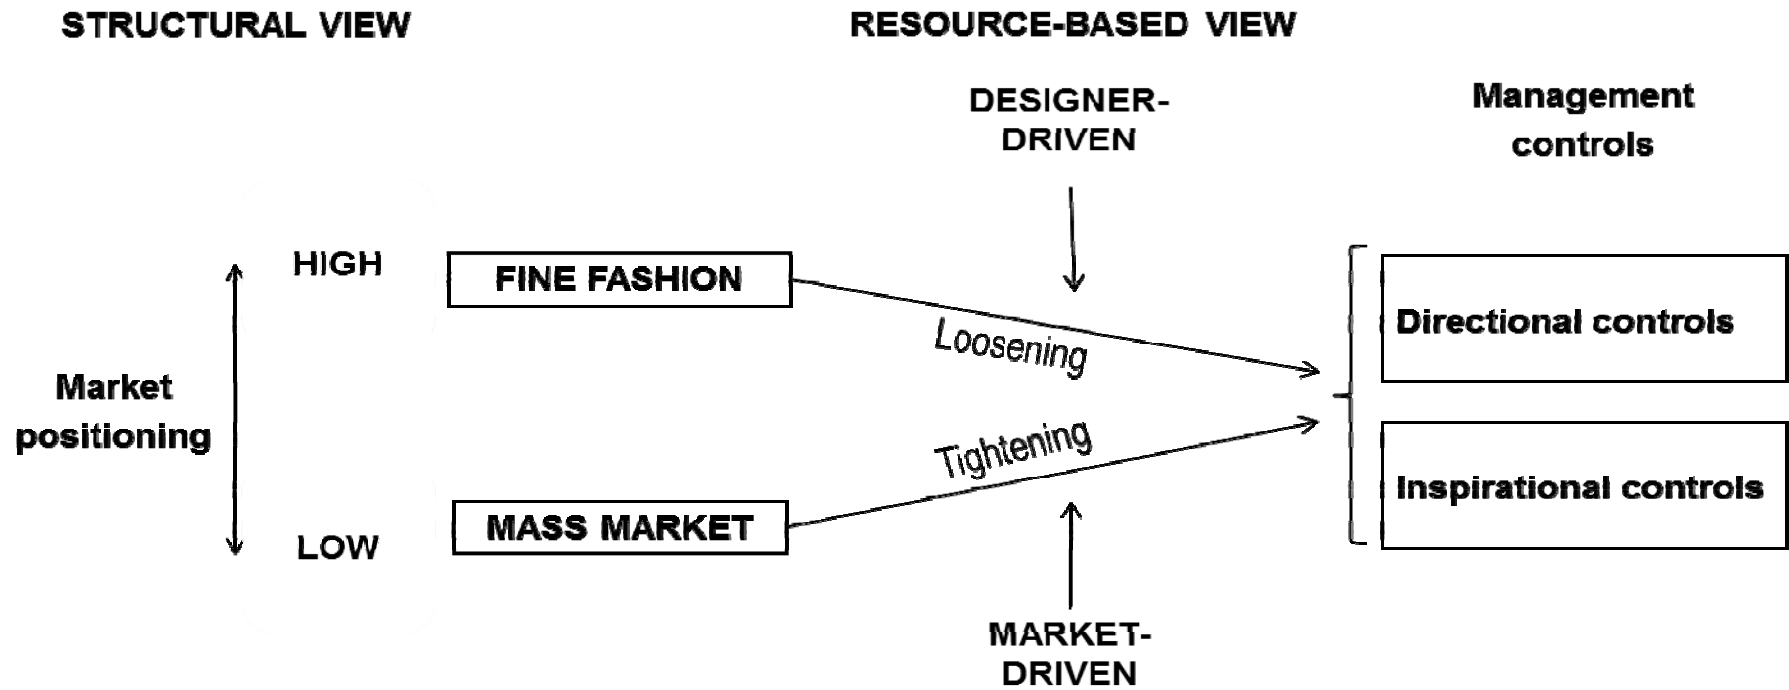 STRUCTURAL VIEW
RESOURCE-BASED VIEW
DESIGNER-
DRIVEN
Management
controls
HIGH
FINE FASHION
Loosening
Directional controls
Market
positioning
Tightening
Inspirational controls
LOW
MASS MARKET
MARKET-
DRIVEN